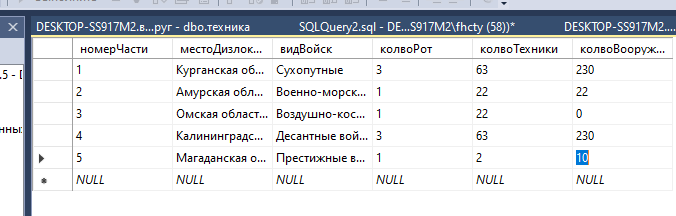 DESKTOP-SS917M2.в...руг - dbo.техника SQLQuery2.sql - DE...S917M2\fhcty (58))* DESKTOP-SS917M2....
номерЧасти местоДизлок... видВойск колвоРот колвоТехники колвоВооруж...
1 Курганская об... Сухопутные 3 63 230
2 Амурская обл... Военно-морск... 1 22 22
3 Омская област... Воздушно-кос... 1 22 0
4 Калининградс... Десантные вой... 3 63 230
5 Магаданская о... Престижные в... 1 2 10
NULL NULL NULL NULL NULL NULL